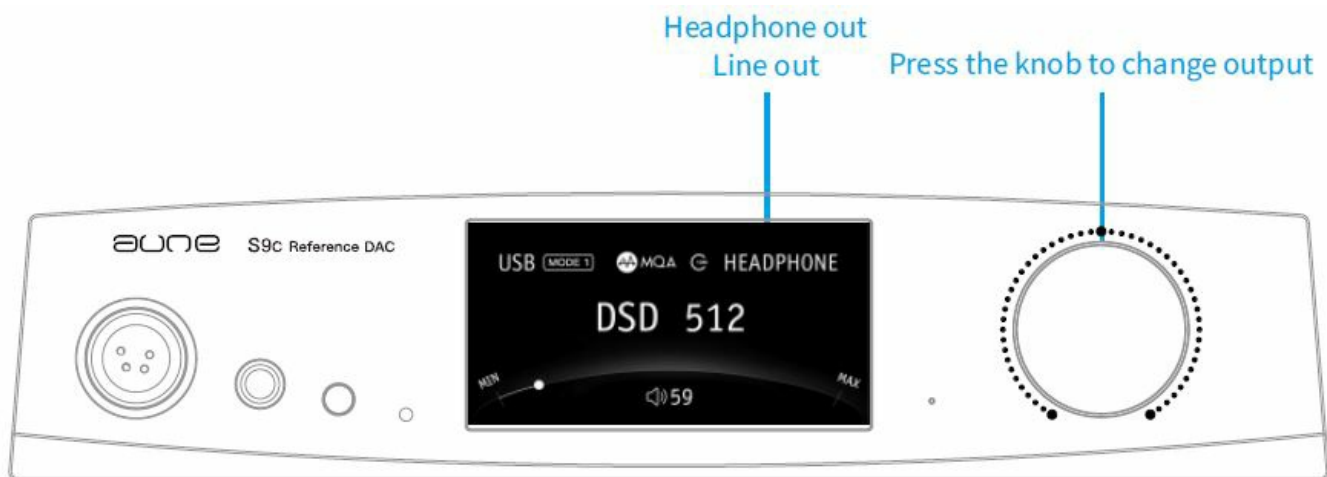 Headphone out
Line out
Press the knob to change output
aune S9C Reference DAC
USB MODE 1 MQA HEADPHONE
DSD 512
MIN MAX
59